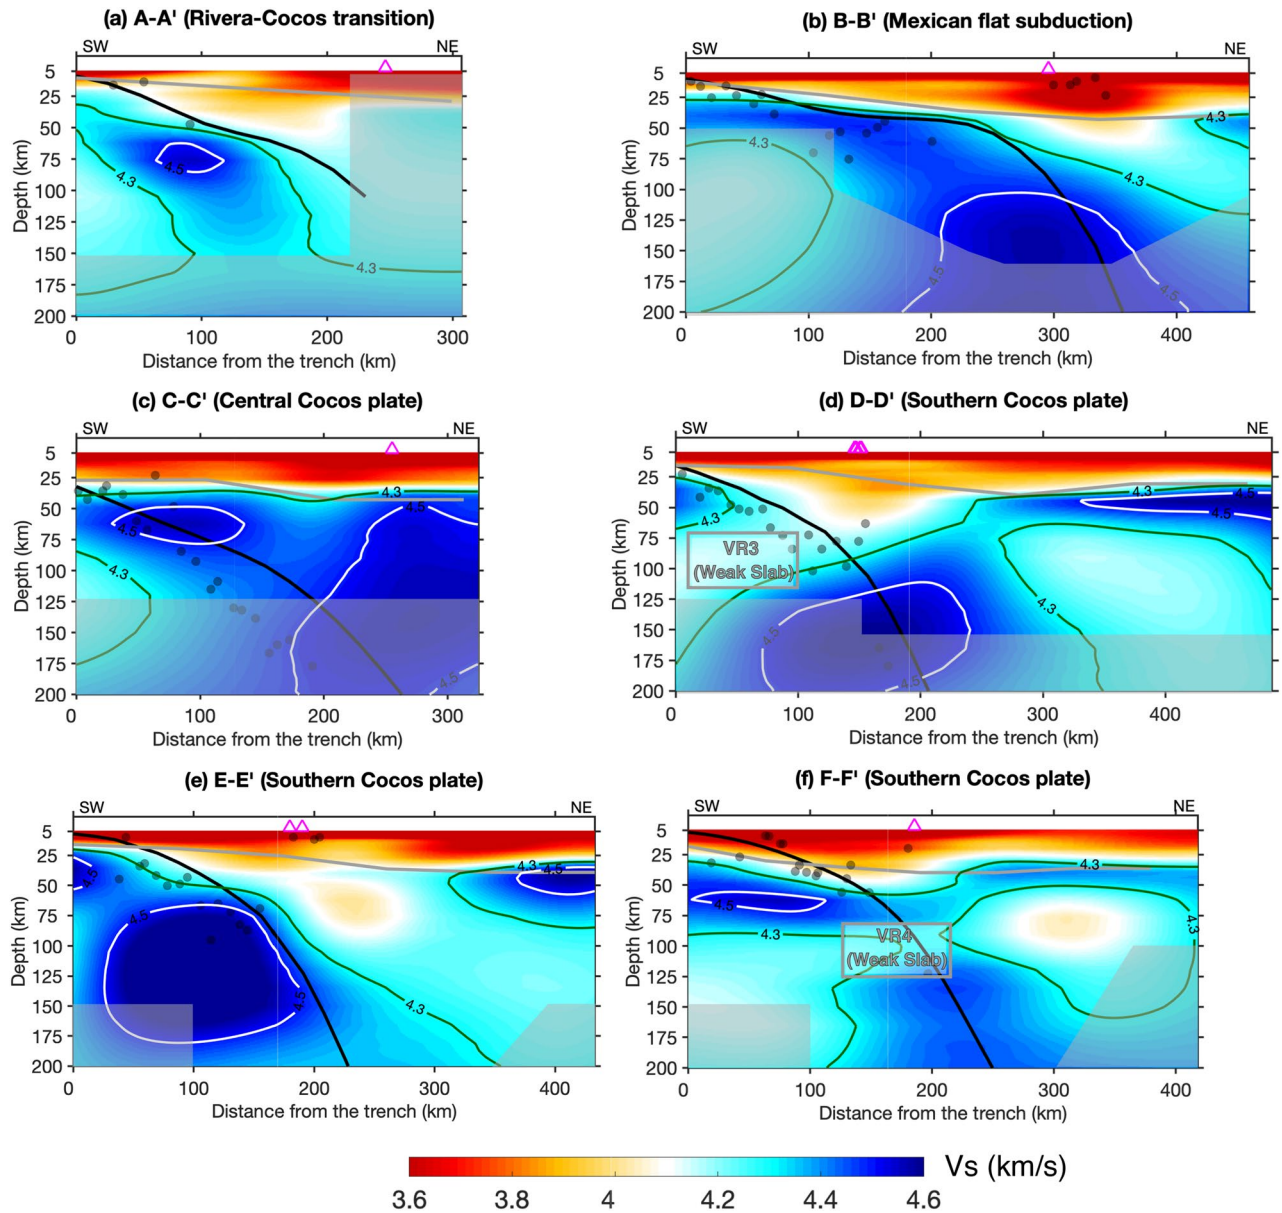 (a) A-A' (Rivera-Cocos transition)
SW NE
5
25
50
75
100
125
150
175
200
Depth (km)
4.5
4.3
4.3
0 100 200 300
Distance from the trench (km)
(b) B-B' (Mexican flat subduction)
SW NE
5
25
50
75
100
125
150
175
200
Depth (km)
4.3
4.3
4.3
4.5
4.5
0 100 200 300 400
Distance from the trench (km)
(c) C-C' (Central Cocos plate)
SW NE
5
25
50
75
100
125
150
175
200
Depth (km)
4.3
4.5
4.5
4.3
4.5
0 100 200 300
Distance from the trench (km)
(d) D-D' (Southern Cocos plate)
SW NE
5
25
50
75
100
125
150
175
200
Depth (km)
4.3
4.5
4.5
4.3
VR3
(Weak Slab)
4.3
4.5
4.5
0 100 200 300 400
Distance from the trench (km)
(e) E-E' (Southern Cocos plate)
SW NE
5
25
50
75
100
125
150
175
200
Depth (km)
4.3
4.5
4.5
4.5
4.5
4.3
0 100 200 300 400
Distance from the trench (km)
(f) F-F' (Southern Cocos plate)
SW NE
5
25
50
75
100
125
150
175
200
Depth (km)
4.3
4.5
4.3
4.3
VR4
(Weak Slab)
0 100 200 300 400
Distance from the trench (km)
Vs (km/s)
3.6 3.8 4 4.2 4.4 4.6